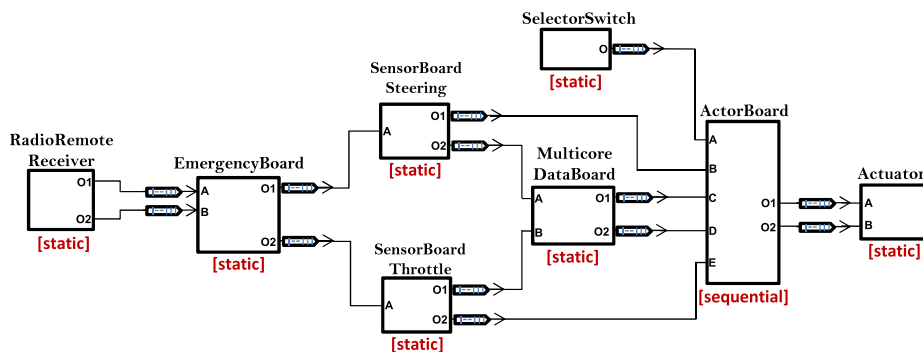 SelectorSwitch
O
[static]
SensorBoard
Steering
A
O1
O2
[static]
ActorBoard
A
B
C
D
E
O1
O2
[sequential]
RadioRemote
Receiver
O1
O2
[static]
EmergencyBoard
A
B
O1
O2
[static]
Multicore
DataBoard
A
B
O1
O2
[static]
Actuator
A
B
[static]
SensorBoard
Throttle
A
O1
O2
[static]